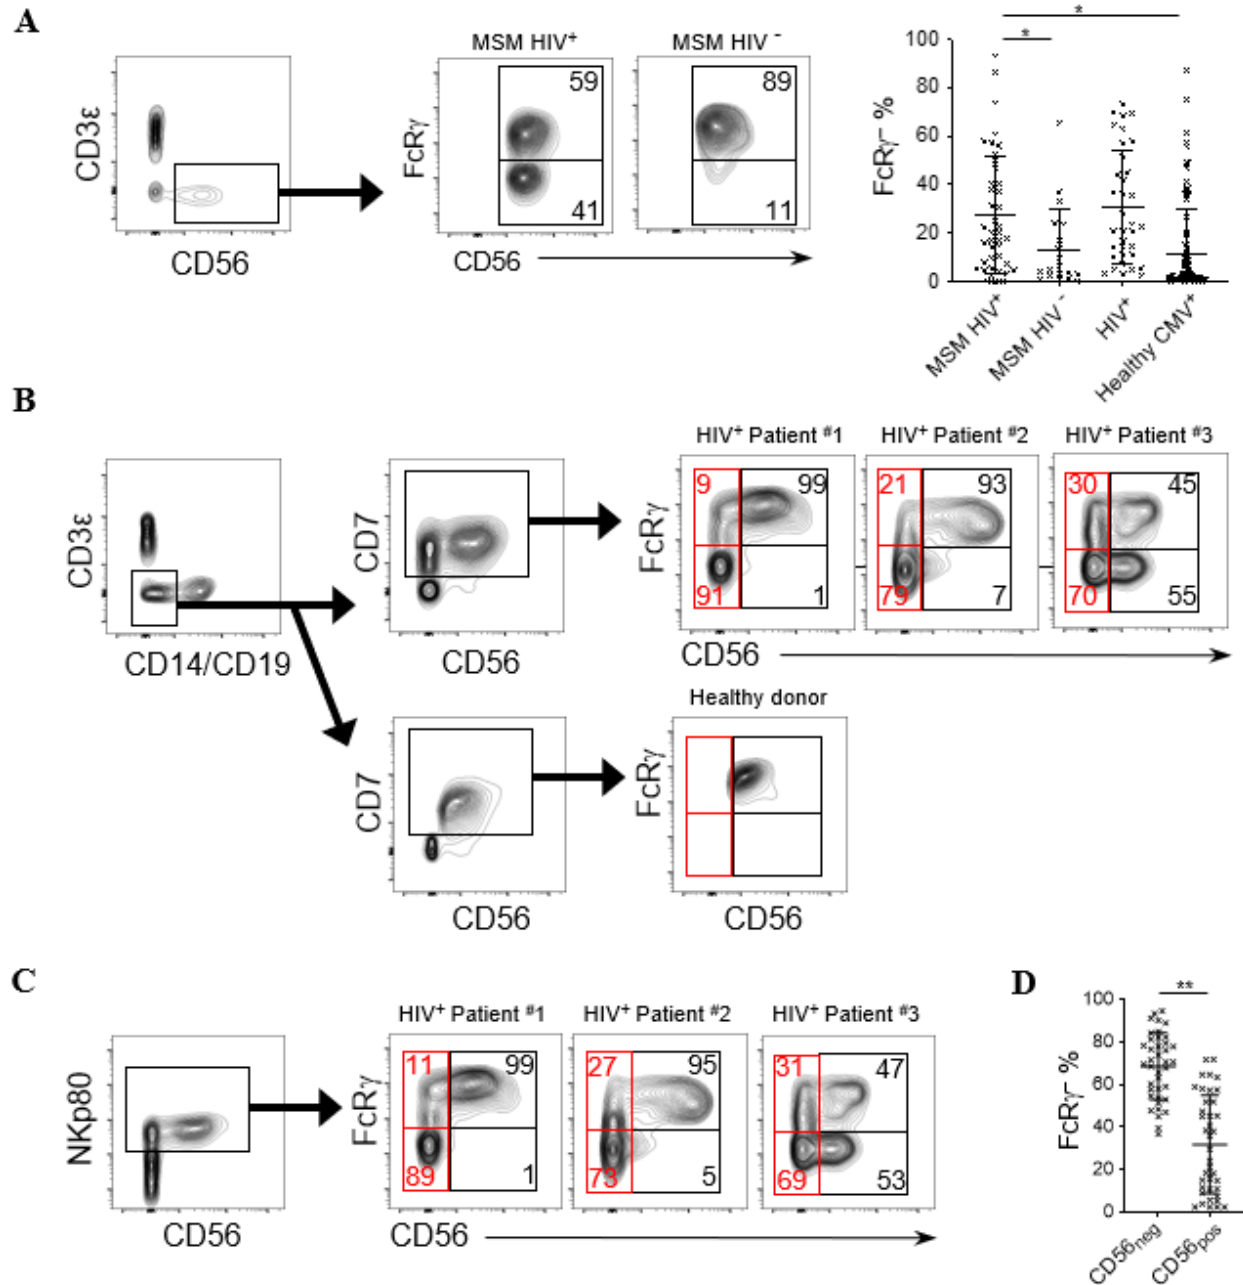 A
MSM HIV+
MSM HIV -
CD3ε
CD56
FcRγ
59
41
89
11
CD56
*
*
FcRγ– %
100
80
60
40
20
0
MSM HIV+
MSM HIV -
HIV+
Healthy CMV+
B
HIV+ Patient #1
HIV+ Patient #2
HIV+ Patient #3
CD3ε
CD14/CD19
CD7
CD56
FcRγ
9
99
91
1
21
93
79
7
30
45
70
55
CD56
Healthy donor
CD7
CD56
FcRγ
CD56
C
HIV+ Patient #1
HIV+ Patient #2
HIV+ Patient #3
NKp80
CD56
FcRγ
11
99
89
1
27
95
73
5
31
47
69
53
CD56
D
**
FcRγ– %
100
80
60
40
20
0
CD56neg
CD56pos